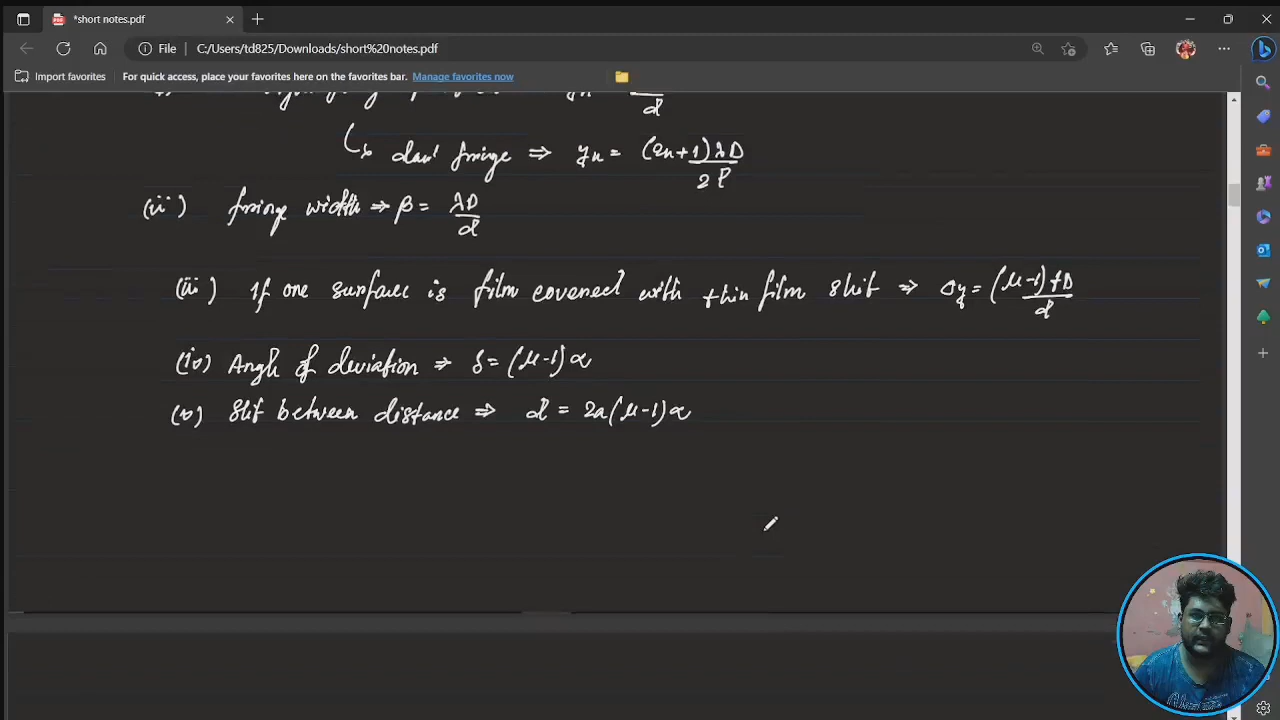 *short notes.pdf
File C:/Users/td825/Downloads/short%20notes.pdf
Import favorites For quick access, place your favorites here on the favorites bar. Manage favorites now
d
fringe ⇒ yn = (2n+1)λD / 2
(ii) fringe width ⇒ β = λD / d
(iii) If one surface is film covered with thin film shit ⇒ Δy = (μ-1)tD / d
(iv) Angle of deviation ⇒ δ = (μ-1)∝
(v) Slit between distance ⇒ d = 2a(μ-1)∝